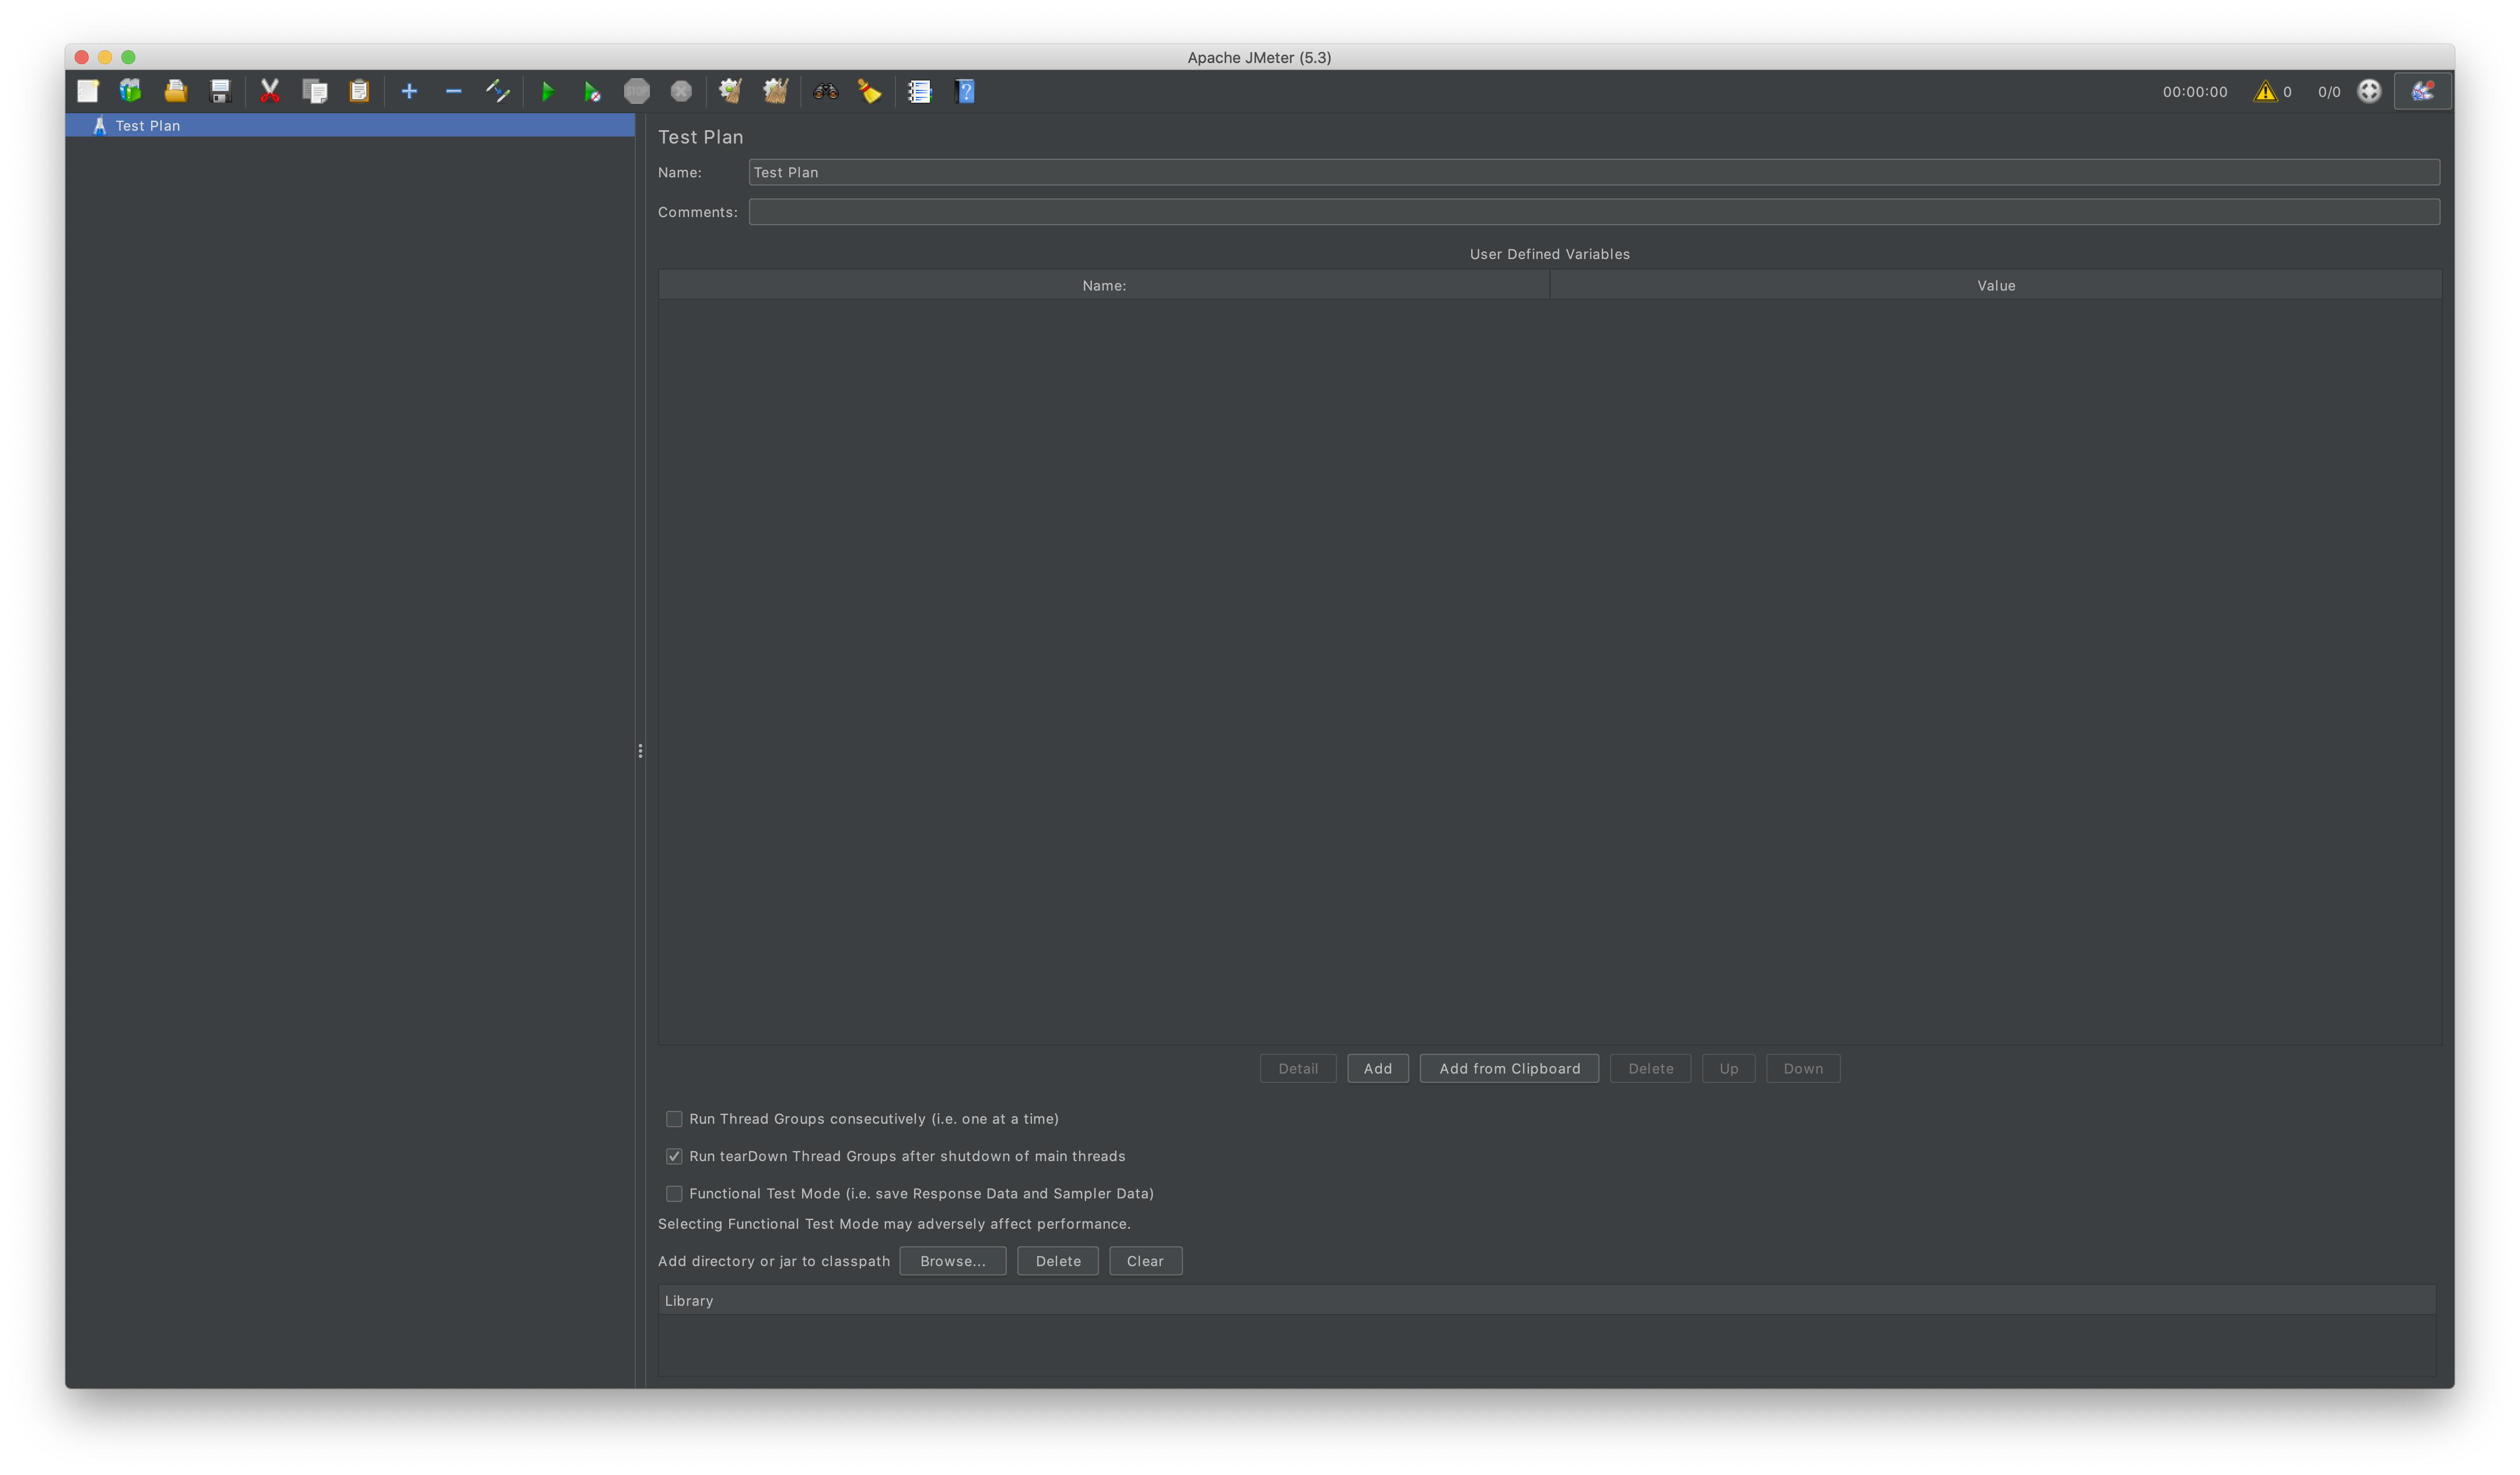 Apache JMeter (5.3)
STOP
00:00:00 0 0/0
Test Plan
Test Plan
Name: Test Plan
Comments:
User Defined Variables
Name: Value
Detail Add Add from Clipboard Delete Up Down
Run Thread Groups consecutively (i.e. one at a time)
Run tearDown Thread Groups after shutdown of main threads
Functional Test Mode (i.e. save Response Data and Sampler Data)
Selecting Functional Test Mode may adversely affect performance.
Add directory or jar to classpath Browse... Delete Clear
Library